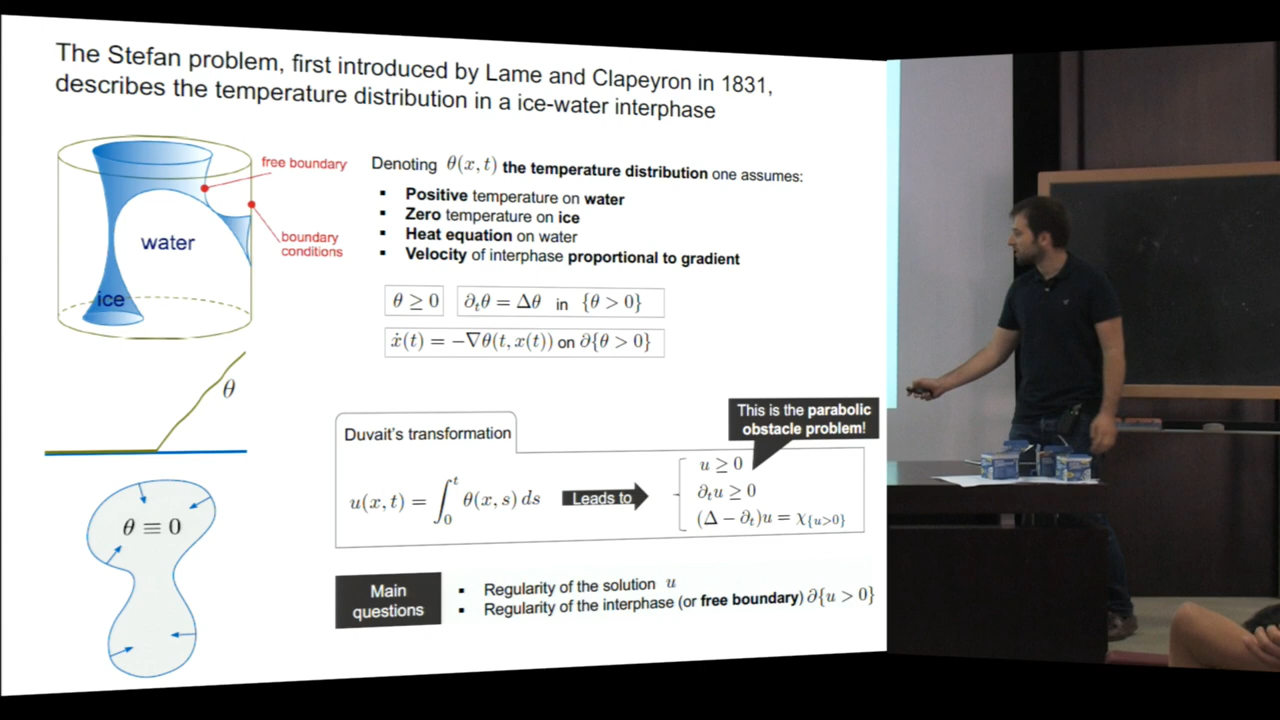 The Stefan problem, first introduced by Lame and Clapeyron in 1831,
describes the temperature distribution in a ice-water interphase
free boundary
water
boundary
conditions
ice
θ
θ ≡ 0
Denoting θ(x, t) the temperature distribution one assumes:
▪ Positive temperature on water
▪ Zero temperature on ice
▪ Heat equation on water
▪ Velocity of interphase proportional to gradient
θ ≥ 0 ∂ₜθ = Δθ in {θ > 0}
ẋ(t) = −∇θ(t, x(t)) on ∂{θ > 0}
Duvait's transformation
This is the parabolic
obstacle problem!
u(x, t) = ∫₀ᵗ θ(x, s) ds
Leads to
u ≥ 0
∂ₜu ≥ 0
(Δ − ∂ₜ)u = χ{u>0}
Main
questions
▪ Regularity of the solution u
▪ Regularity of the interphase (or free boundary) ∂{u > 0}